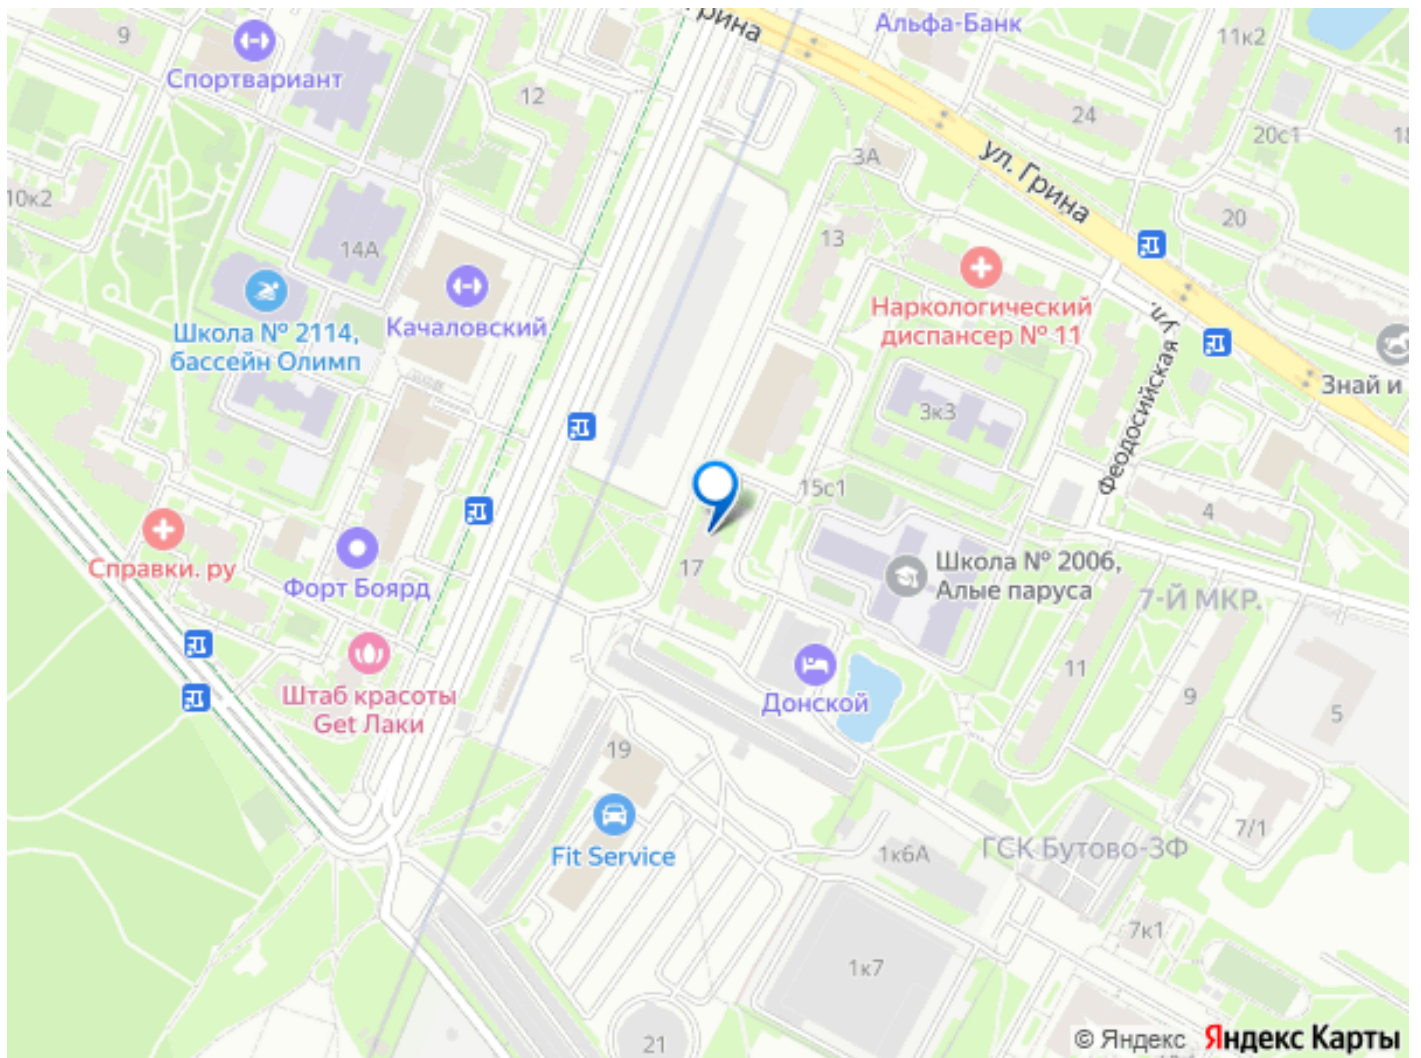 Грина
Альфа-Банк
9
11к2
Спортвариант
12
24
20с1
ул. Грина
3А
10к2
20
13
14А
Наркологический
диспансер № 11
Качаловский
Школа № 2114,
бассейн Олимп
Феодосийская ул.
Знай и
3к3
15с1
4
17
Школа № 2006,
Алые паруса
Справки. ру
Форт Боярд
7-Й МКР.
11
9
5
Донской
Штаб красоты
Get Лаки
19
Fit Service
7/1
1к6А
ГСК Бутово-3Ф
7к1
1к7
21
© Яндекс Яндекс Карты